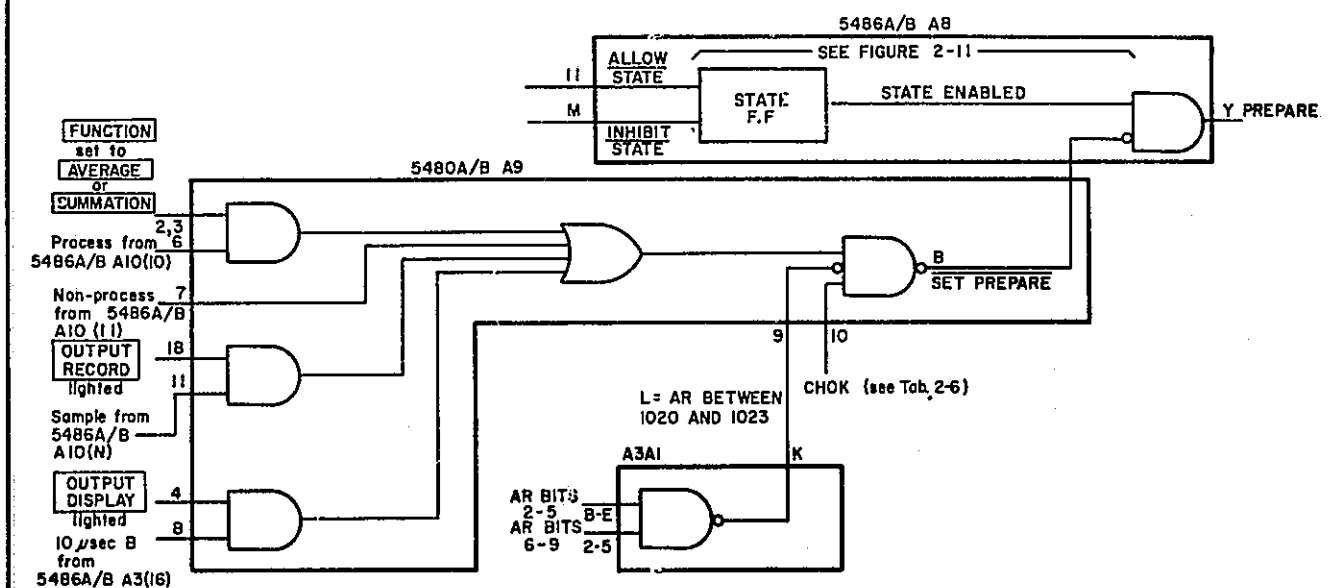 5486A/B A8
SEE FIGURE 2-11
11
ALLOW
STATE
M
INHIBIT
STATE
STATE
F.F
STATE ENABLED
Y PREPARE
5480A/B A9
FUNCTION
set to
AVERAGE
or
SUMMATION
2,3
Process from 6
5486A/B A10(10)
Non-process 7
from 5486A/B
A10 (11)
OUTPUT
RECORD
lighted
18
11
Sample from
5486A/B
A10(N)
OUTPUT
DISPLAY
lighted
4
8
10 µsec B
from
5486A/B A3(16)
B
SET PREPARE
9
10
CHOK (see Tab. 2-6)
L= AR BETWEEN
1020 AND 1023
A3A1
K
AR BITS
2-5 B-E
AR BITS
6-9 2-5